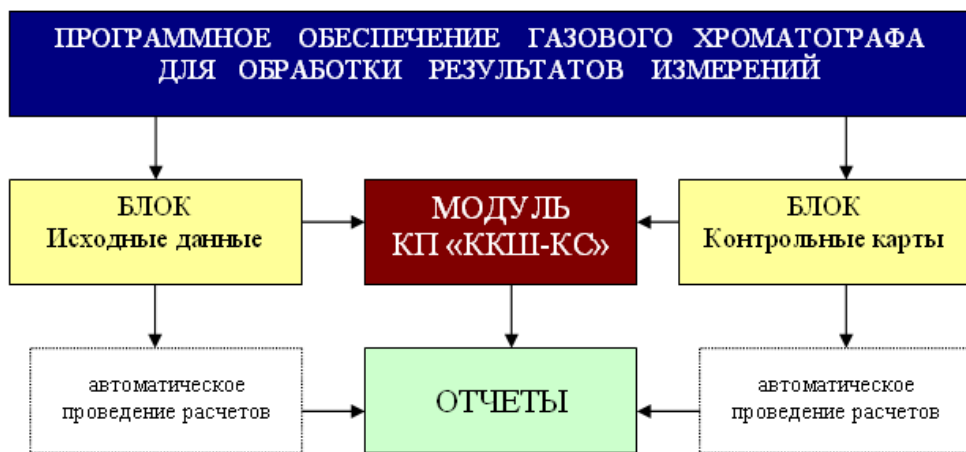 ПРОГРАММНОЕ ОБЕСПЕЧЕНИЕ ГАЗОВОГО ХРОМАТОГРАФА
ДЛЯ ОБРАБОТКИ РЕЗУЛЬТАТОВ ИЗМЕРЕНИЙ
БЛОК
Исходные данные
МОДУЛЬ
КП «ККШ-КС»
БЛОК
Контрольные карты
автоматическое
проведение расчетов
ОТЧЕТЫ
автоматическое
проведение расчетов